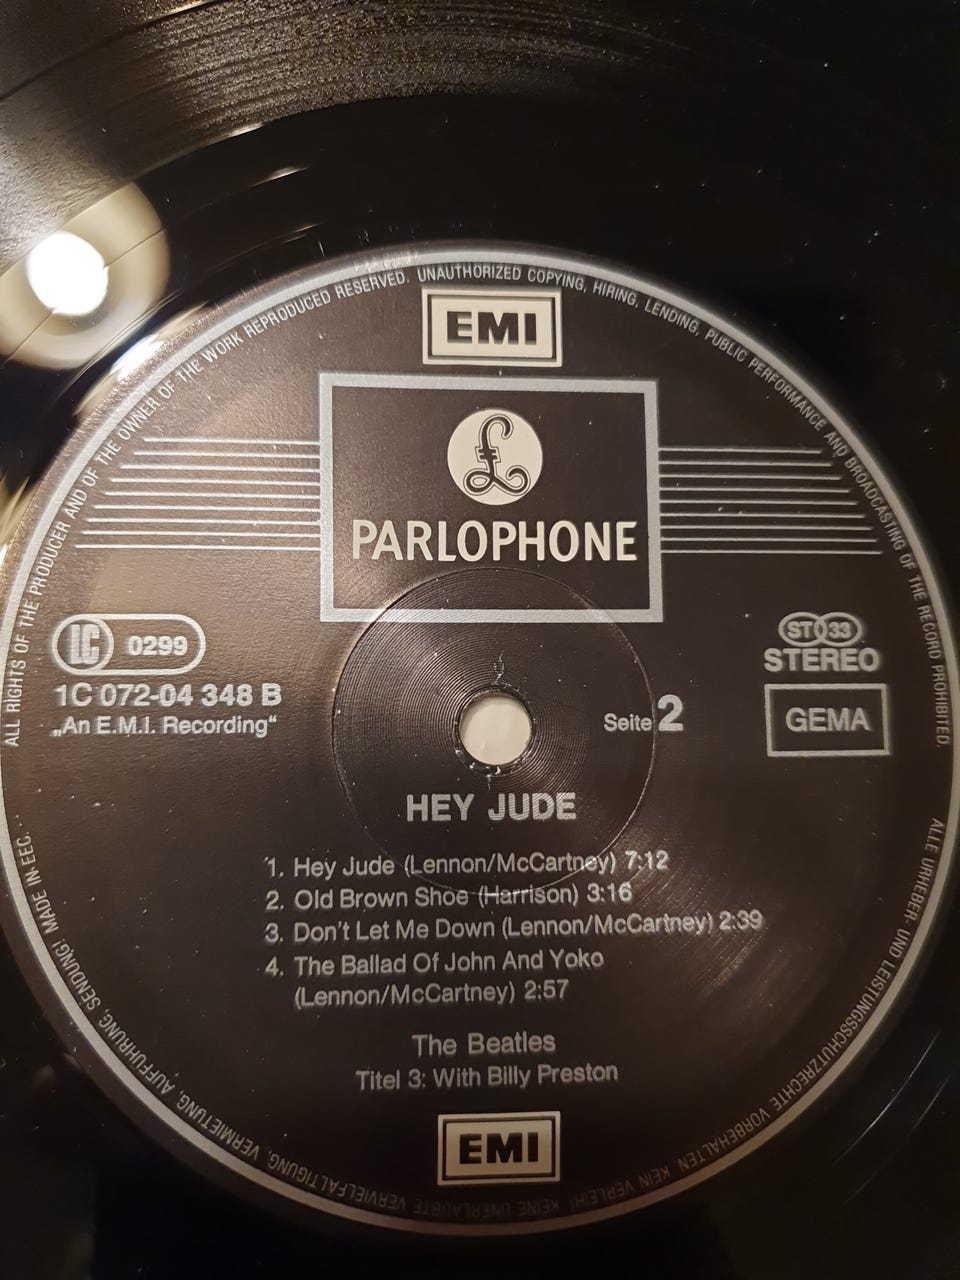 ALL RIGHTS OF THE PRODUCER AND OF THE OWNER OF THE WORK REPRODUCED RESERVED. UNAUTHORIZED COPYING, HIRING, LENDING, PUBLIC PERFORMANCE AND BROADCASTING OF THE RECORD PROHIBITED.
EMI
£
PARLOPHONE
LC 0299
1C 072-04 348 B
„An E.M.I. Recording“
ST 33
STEREO
GEMA
Seite 2
HEY JUDE
1. Hey Jude (Lennon/McCartney) 7:12
2. Old Brown Shoe (Harrison) 3:16
3. Don't Let Me Down (Lennon/McCartney) 2:39
4. The Ballad Of John And Yoko
(Lennon/McCartney) 2:57
The Beatles
Titel 3: With Billy Preston
EMI
ALLE URHEBER- UND LEISTUNGSSCHUTZRECHTE VORBEHALTEN. KEIN VERLEIH! KEINE UNERLAUBTE VERVIELFÄLTIGUNG, VERMIETUNG, AUFFÜHRUNG, SENDUNG! MADE IN EEC